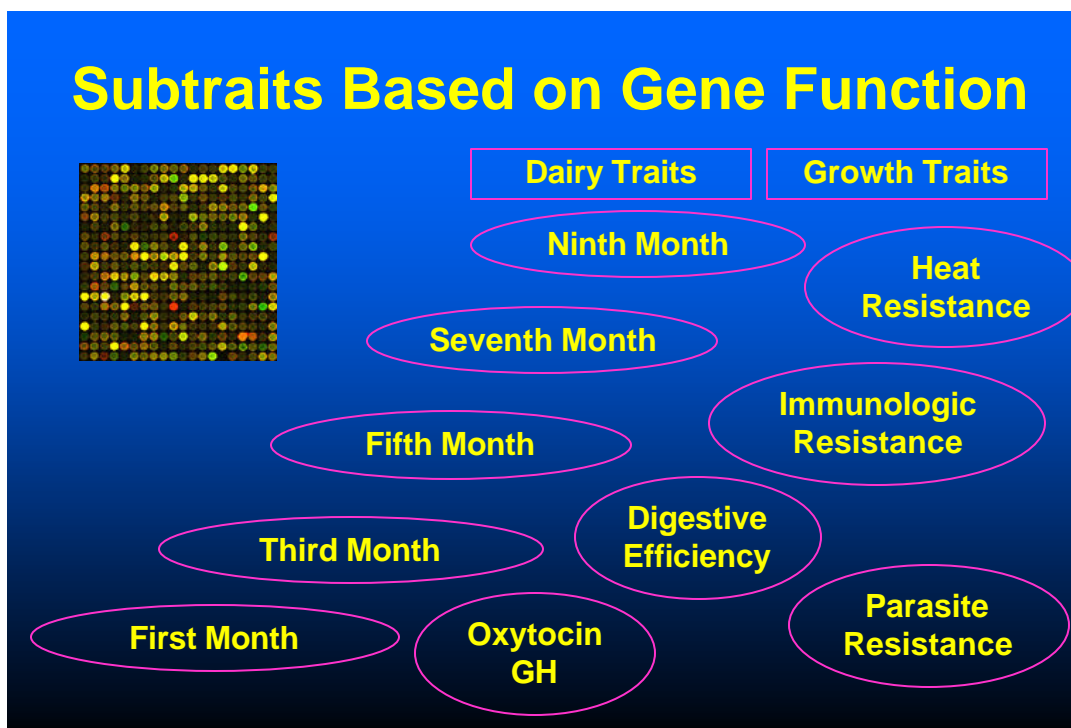 Subtraits Based on Gene Function
Dairy Traits
Growth Traits
Ninth Month
Heat
Resistance
Seventh Month
Immunologic
Resistance
Fifth Month
Digestive
Efficiency
Third Month
Parasite
Resistance
First Month
Oxytocin
GH